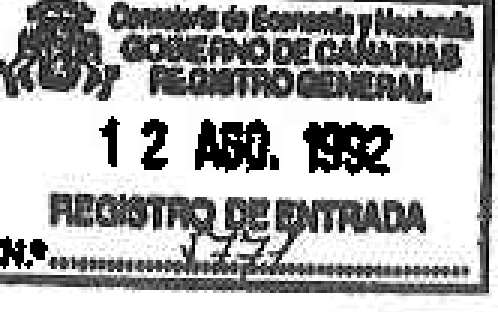 Consejería de Economía y Hacienda
GOBIERNO DE CANARIAS
REGISTRO GENERAL
12 AGO. 1992
REGISTRO DE ENTRADA
N.º